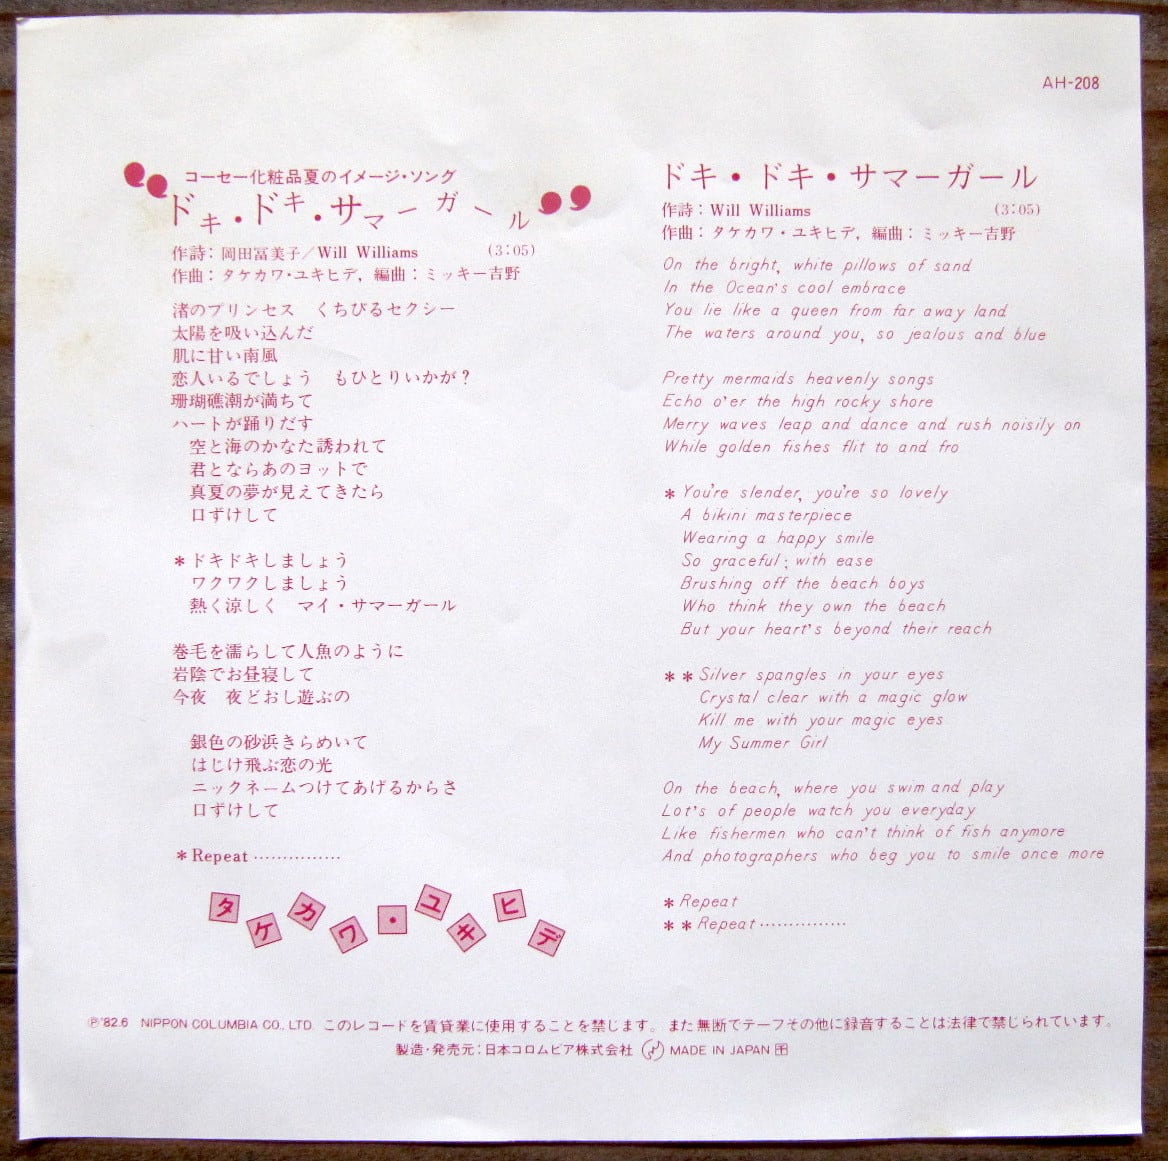 AH-208
コーセー化粧品夏のイメージ・ソング
ドキ・ドキ・サマーガール
作詩：岡田冨美子／Will Williams (3:05)
作曲：タケカワ・ユキヒデ，編曲：ミッキー吉野
渚のプリンセス　くちびるセクシー
太陽を吸い込んだ
肌に甘い南風
恋人いるでしょう　もひとりいかが？
珊瑚礁潮が満ちて
ハートが踊りだす
空と海のかなた誘われて
君とならあのヨットで
真夏の夢が見えてきたら
口ずけして
＊ドキドキしましょう
ワクワクしましょう
熱く涼しく　マイ・サマーガール
巻毛を濡らして人魚のように
岩陰でお昼寝して
今夜　夜どおし遊ぶの
銀色の砂浜きらめいて
はじけ飛ぶ恋の光
ニックネームつけてあげるからさ
口ずけして
＊Repeat ……………
タケカワ・ユキヒデ
ドキ・ドキ・サマーガール
作詩：Will Williams (3:05)
作曲：タケカワ・ユキヒデ，編曲：ミッキー吉野
On the bright, white pillows of sand
In the Ocean's cool embrace
You lie like a queen from far away land
The waters around you, so jealous and blue
Pretty mermaids heavenly songs
Echo o'er the high rocky shore
Merry waves leap and dance and rush noisily on
While golden fishes flit to and fro
＊You're slender, you're so lovely
A bikini masterpiece
Wearing a happy smile
So graceful; with ease
Brushing off the beach boys
Who think they own the beach
But your heart's beyond their reach
＊＊Silver spangles in your eyes
Crystal clear with a magic glow
Kill me with your magic eyes
My Summer Girl
On the beach, where you swim and play
Lot's of people watch you everyday
Like fishermen who can't think of fish anymore
And photographers who beg you to smile once more
＊Repeat
＊＊Repeat ……………
Ⓟ'82.6 NIPPON COLUMBIA CO., LTD. このレコードを賃貸業に使用することを禁じます。また無断でテープその他に録音することは法律で禁じられています。
製造・発売元：日本コロムビア株式会社 MADE IN JAPAN